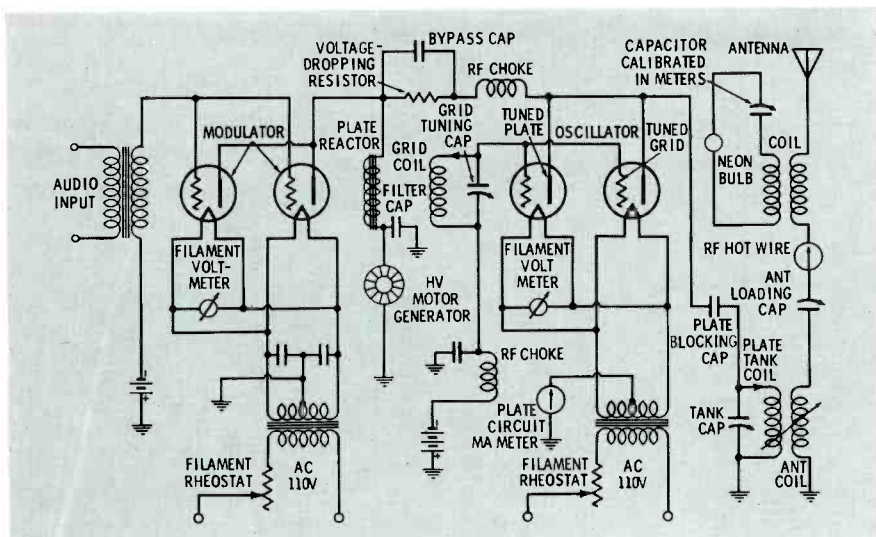 VOLTAGE-
DROPPING
RESISTOR
BYPASS CAP
RF CHOKE
CAPACITOR
CALIBRATED
IN METERS
ANTENNA
MODULATOR
PLATE
REACTOR
GRID
TUNING
CAP
TUNED
PLATE
OSCILLATOR
TUNED
GRID
COIL
NEON
BULB
AUDIO
INPUT
GRID
COIL
FILTER
CAP
RF HOT WIRE
FILAMENT
VOLT-
METER
HV
MOTOR
GENERATOR
FILAMENT
VOLT
METER
ANT
LOADING
CAP
PLATE
BLOCKING
CAP
RF CHOKE
PLATE
TANK
COIL
PLATE
CIRCUIT
MA METER
TANK
CAP
ANT
COIL
FILAMENT
RHEOSTAT
AC
110V
FILAMENT
RHEOSTAT
AC
110V